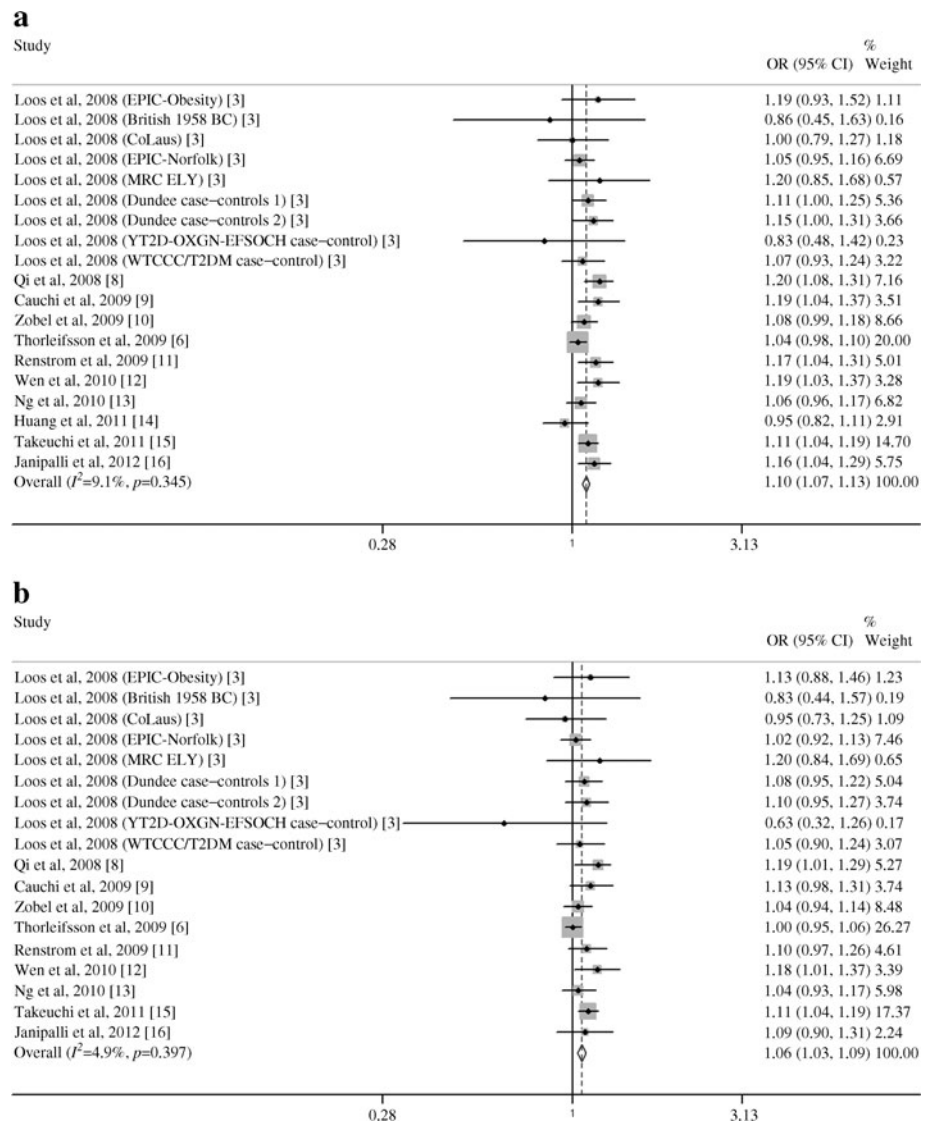 a
Study %
OR (95% CI) Weight
Loos et al, 2008 (EPIC-Obesity) [3] 1.19 (0.93, 1.52) 1.11
Loos et al, 2008 (British 1958 BC) [3] 0.86 (0.45, 1.63) 0.16
Loos et al, 2008 (CoLaus) [3] 1.00 (0.79, 1.27) 1.18
Loos et al, 2008 (EPIC-Norfolk) [3] 1.05 (0.95, 1.16) 6.69
Loos et al, 2008 (MRC ELY) [3] 1.20 (0.85, 1.68) 0.57
Loos et al, 2008 (Dundee case−controls 1) [3] 1.11 (1.00, 1.25) 5.36
Loos et al, 2008 (Dundee case−controls 2) [3] 1.15 (1.00, 1.31) 3.66
Loos et al, 2008 (YT2D-OXGN-EFSOCH case−control) [3] 0.83 (0.48, 1.42) 0.23
Loos et al, 2008 (WTCCC/T2DM case−control) [3] 1.07 (0.93, 1.24) 3.22
Qi et al, 2008 [8] 1.20 (1.08, 1.31) 7.16
Cauchi et al, 2009 [9] 1.19 (1.04, 1.37) 3.51
Zobel et al, 2009 [10] 1.08 (0.99, 1.18) 8.66
Thorleifsson et al, 2009 [6] 1.04 (0.98, 1.10) 20.00
Renstrom et al, 2009 [11] 1.17 (1.04, 1.31) 5.01
Wen et al, 2010 [12] 1.19 (1.03, 1.37) 3.28
Ng et al, 2010 [13] 1.06 (0.96, 1.17) 6.82
Huang et al, 2011 [14] 0.95 (0.82, 1.11) 2.91
Takeuchi et al, 2011 [15] 1.11 (1.04, 1.19) 14.70
Janipalli et al, 2012 [16] 1.16 (1.04, 1.29) 5.75
Overall (I²=9.1%, p=0.345) 1.10 (1.07, 1.13) 100.00
0.28 1 3.13
b
Study %
OR (95% CI) Weight
Loos et al, 2008 (EPIC-Obesity) [3] 1.13 (0.88, 1.46) 1.23
Loos et al, 2008 (British 1958 BC) [3] 0.83 (0.44, 1.57) 0.19
Loos et al, 2008 (CoLaus) [3] 0.95 (0.73, 1.25) 1.09
Loos et al, 2008 (EPIC-Norfolk) [3] 1.02 (0.92, 1.13) 7.46
Loos et al, 2008 (MRC ELY) [3] 1.20 (0.84, 1.69) 0.65
Loos et al, 2008 (Dundee case−controls 1) [3] 1.08 (0.95, 1.22) 5.04
Loos et al, 2008 (Dundee case−controls 2) [3] 1.10 (0.95, 1.27) 3.74
Loos et al, 2008 (YT2D-OXGN-EFSOCH case−control) [3] 0.63 (0.32, 1.26) 0.17
Loos et al, 2008 (WTCCC/T2DM case−control) [3] 1.05 (0.90, 1.24) 3.07
Qi et al, 2008 [8] 1.19 (1.01, 1.29) 5.27
Cauchi et al, 2009 [9] 1.13 (0.98, 1.31) 3.74
Zobel et al, 2009 [10] 1.04 (0.94, 1.14) 8.48
Thorleifsson et al, 2009 [6] 1.00 (0.95, 1.06) 26.27
Renstrom et al, 2009 [11] 1.10 (0.97, 1.26) 4.61
Wen et al, 2010 [12] 1.18 (1.01, 1.37) 3.39
Ng et al, 2010 [13] 1.04 (0.93, 1.17) 5.98
Takeuchi et al, 2011 [15] 1.11 (1.04, 1.19) 17.37
Janipalli et al, 2012 [16] 1.09 (0.90, 1.31) 2.24
Overall (I²=4.9%, p=0.397) 1.06 (1.03, 1.09) 100.00
0.28 1 3.13